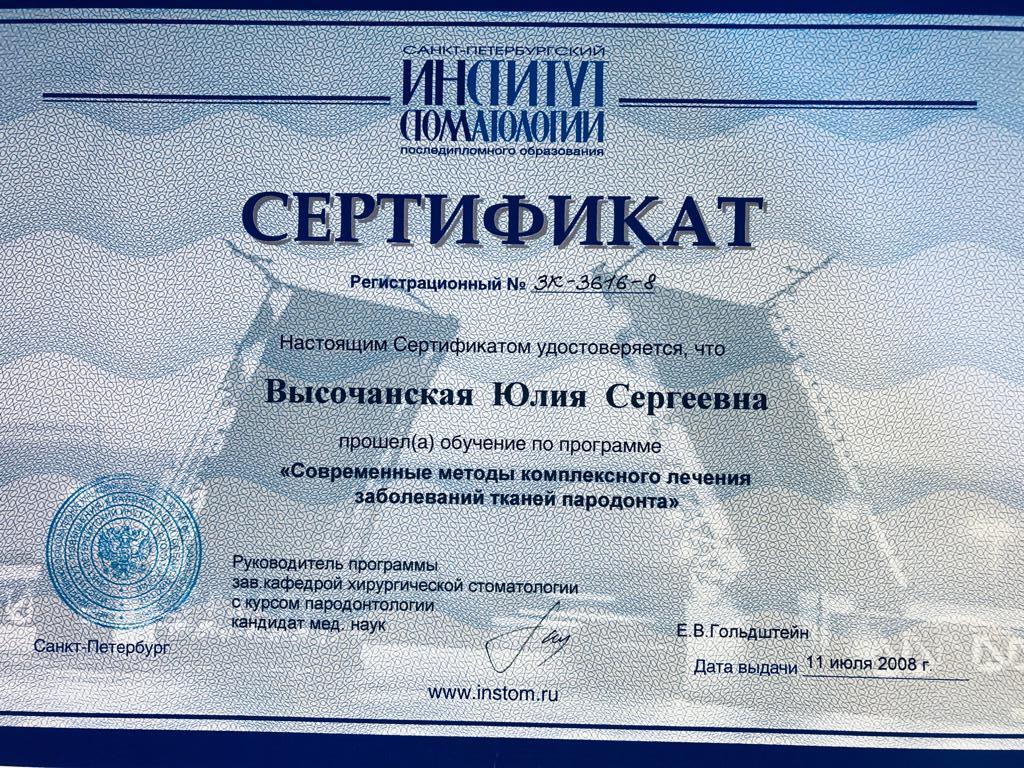 САНКТ-ПЕТЕРБУРГСКИЙ
ИНСТИТУТ
СТОМАТОЛОГИИ
последипломного образования
СЕРТИФИКАТ
Регистрационный № ЗК-3616-8
Настоящим Сертификатом удостоверяется, что
Высочанская Юлия Сергеевна
прошел(а) обучение по программе
«Современные методы комплексного лечения
заболеваний тканей пародонта»
Руководитель программы
зав.кафедрой хирургической стоматологии
с курсом пародонтологии
кандидат мед. наук
Е.В.Гольдштейн
Санкт-Петербург
Дата выдачи 11 июля 2008 г.
www.instom.ru